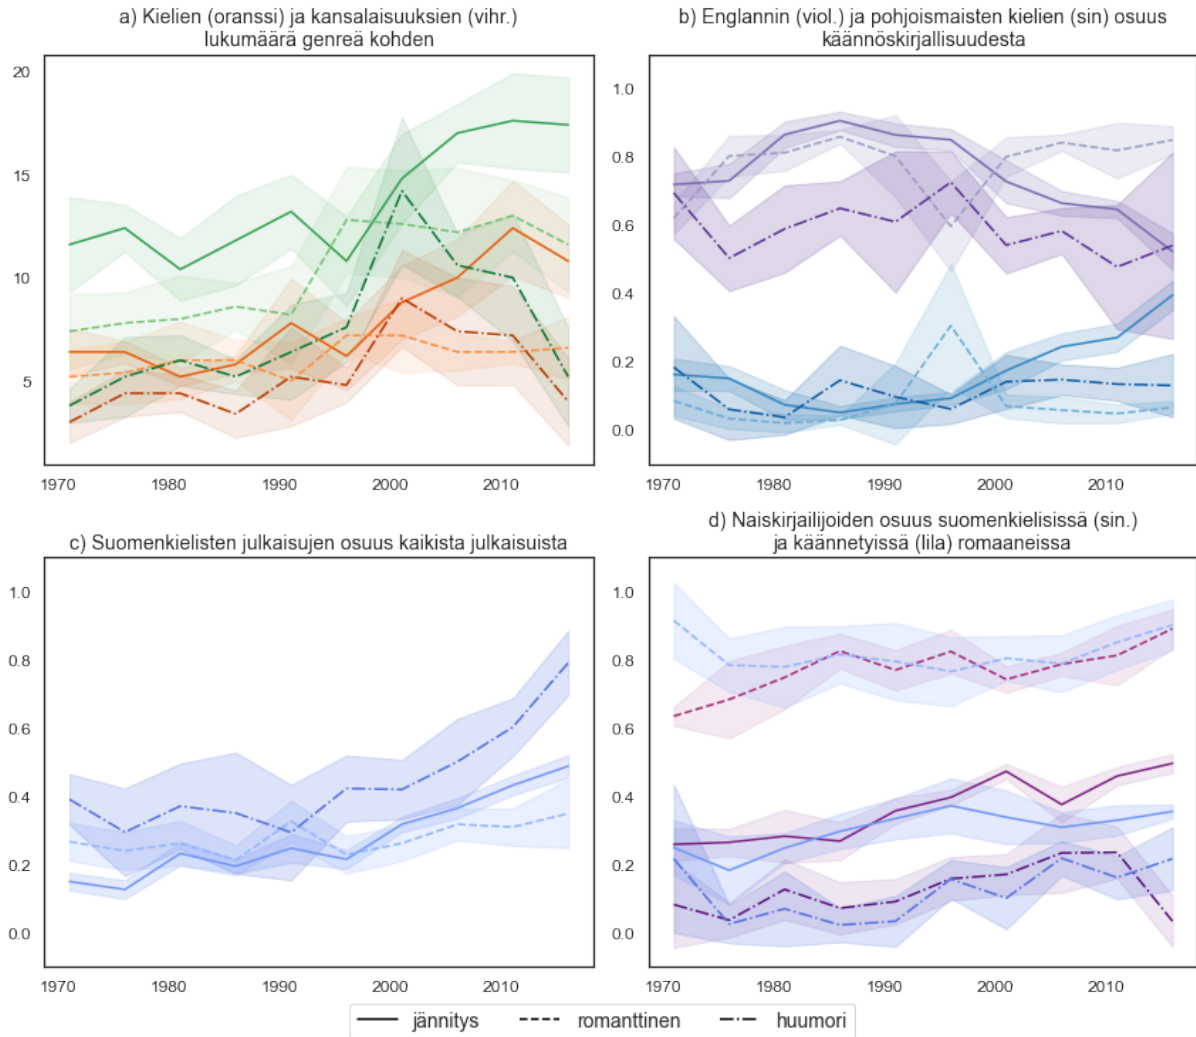 a) Kielien (oranssi) ja kansalaisuuksien (vihr.)
lukumäärä genreä kohden
20
15
10
5
1970 1980 1990 2000 2010
b) Englannin (viol.) ja pohjoismaisten kielien (sin) osuus
käännöskirjallisuudesta
1.0
0.8
0.6
0.4
0.2
0.0
1970 1980 1990 2000 2010
c) Suomenkielisten julkaisujen osuus kaikista julkaisuista
1.0
0.8
0.6
0.4
0.2
0.0
1970 1980 1990 2000 2010
d) Naiskirjailijoiden osuus suomenkielisissä (sin.)
ja käännetyissä (lila) romaaneissa
1.0
0.8
0.6
0.4
0.2
0.0
1970 1980 1990 2000 2010
jännitys romanttinen huumori